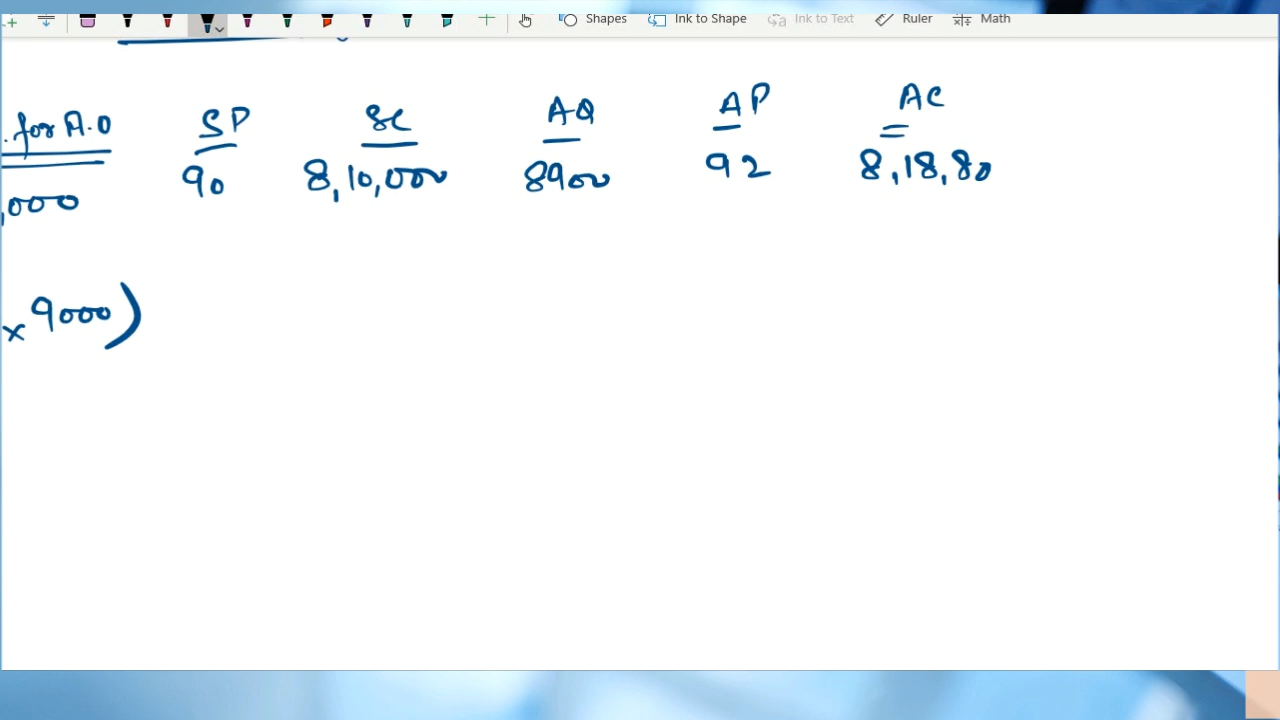 Shapes Ink to Shape Ink to Text Ruler Math
. for A.O SP SC AQ AP AC
,000 90 8,10,000 8900 92 8,18,80
x 9000)